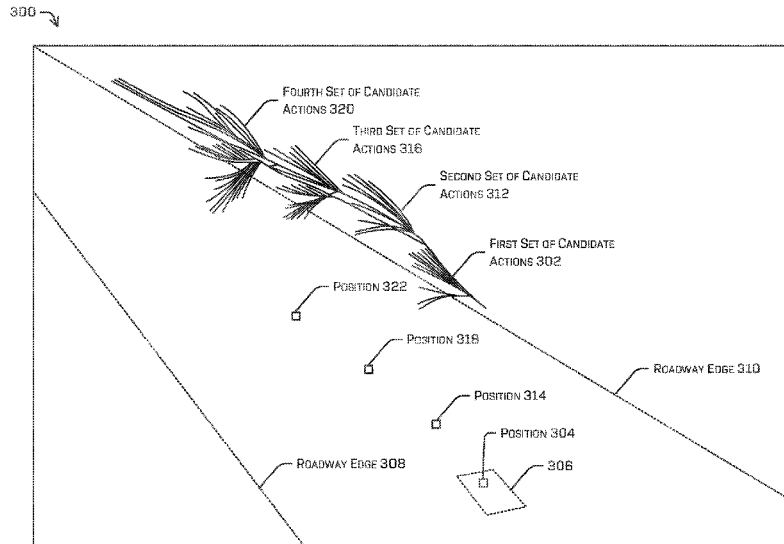 300
Fourth Set of Candidate
Actions 320
Third Set of Candidate
Actions 316
Second Set of Candidate
Actions 312
First Set of Candidate
Actions 302
Position 322
Position 318
Roadway Edge 310
Position 314
Position 304
Roadway Edge 308
306